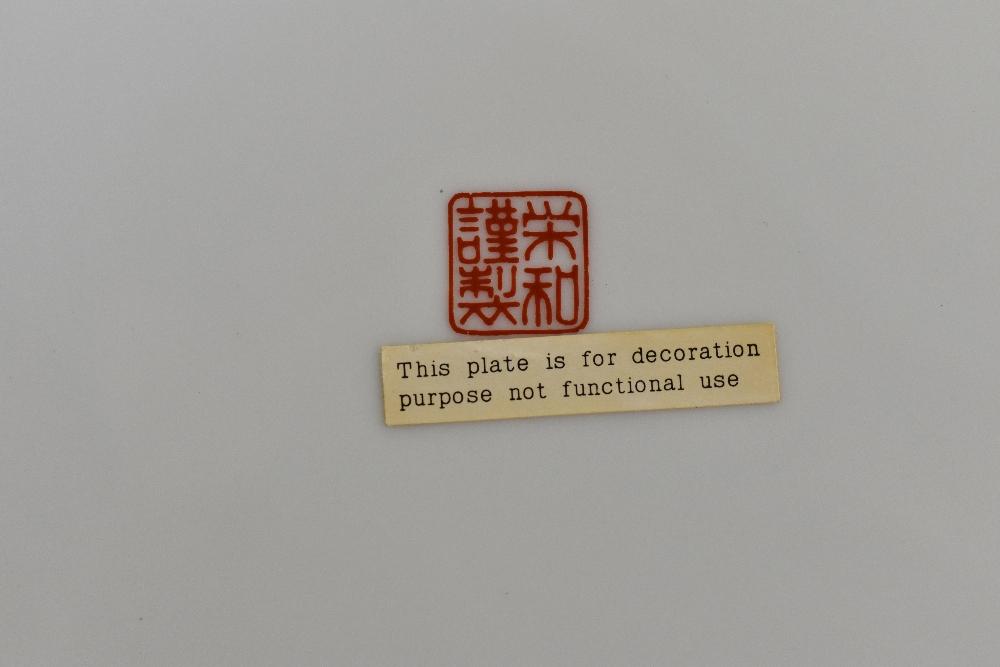 栄和
謹製
This plate is for decoration
purpose not functional use